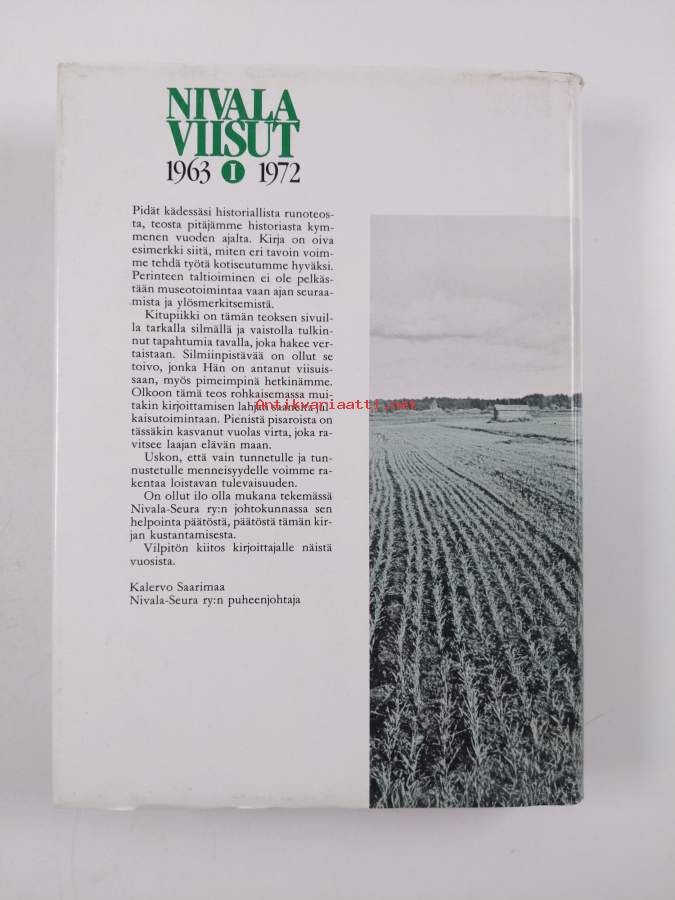 NIVALA
VIISUT
1963 I 1972
Pidät kädessäsi historiallista runoteos-
ta, teosta pitäjämme historiasta kym-
menen vuoden ajalta. Kirja on oiva
esimerkki siitä, miten eri tavoin voim-
me tehdä työtä kotiseutumme hyväksi.
Perinteen taltioiminen ei ole pelkäs-
tään museotoimintaa vaan ajan seuraa-
mista ja ylösmerkitsemistä.
Kitupiikki on tämän teoksen sivuil-
la tarkalla silmällä ja vaistolla tulkin-
nut tapahtumia tavalla, joka hakee ver-
taistaan. Silmiinpistävää on ollut se
toivo, jonka Hän on antanut viisuis-
saan, myös pimeimpinä hetkinämme.
Olkoon tämä teos rohkaisemassa mui-
takin kirjoittamisen lahjan saaneita
Antikvariaatti.net
kaisutoimintaan. Pienistä pisaroista on
tässäkin kasvanut vuolas virta, joka ra-
vitsee laajan elävän maan.
Uskon, että vain tunnetulle ja tun-
nustetulle menneisyydelle voimme ra-
kentaa loistavan tulevaisuuden.
On ollut ilo olla mukana tekemässä
Nivala-Seura ry:n johtokunnassa sen
helpointa päätöstä, päätöstä tämän kir-
jan kustantamisesta.
Vilpitön kiitos kirjoittajalle näistä
vuosista.
Kalervo Saarimaa
Nivala-Seura ry:n puheenjohtaja